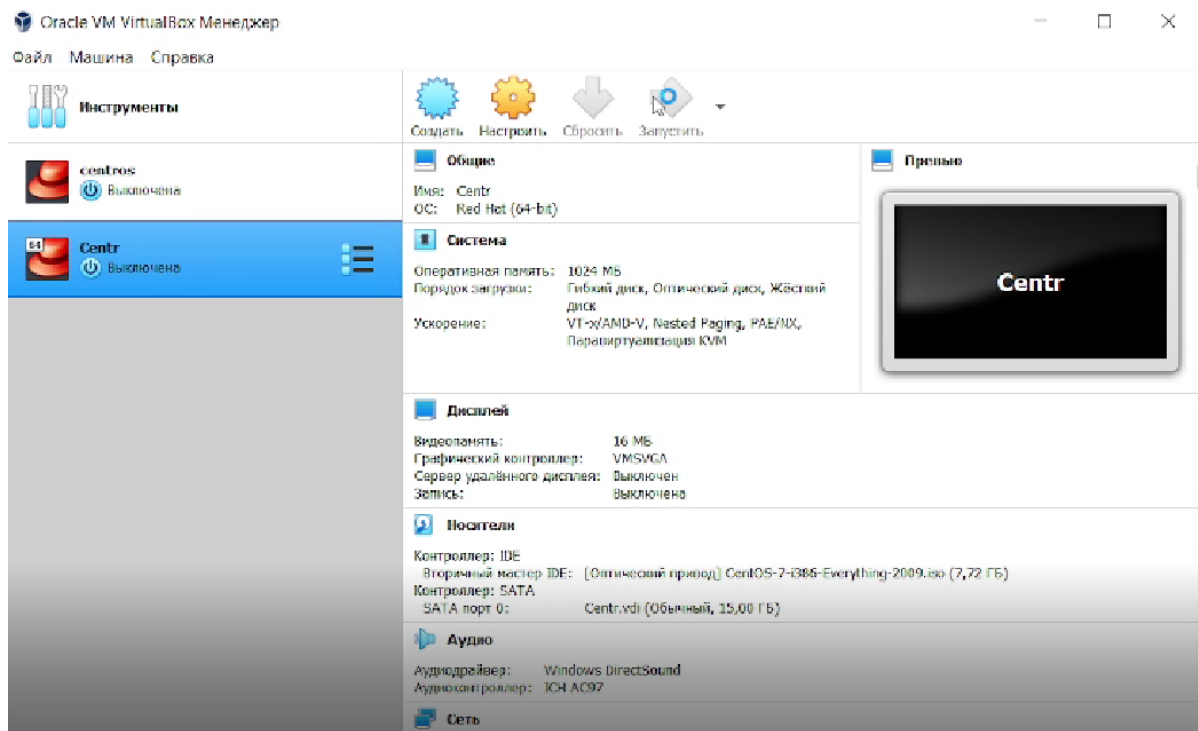 Oracle VM VirtualBox Менеджер
Файл Машина Справка
Инструменты
Создать Настроить Сбросить Запустить
centros
Выключена
64
Centr
Выключена
Общие
Имя: Centr
ОС: Red Hat (64-bit)
Превью
Centr
Система
Оперативная память: 1024 МБ
Порядок загрузки: Гибкий диск, Оптический диск, Жёсткий
диск
Ускорение: VT-x/AMD-V, Nested Paging, PAE/NX,
Паравиртуализация KVM
Дисплей
Видеопамять: 16 МБ
Графический контроллер: VMSVGA
Сервер удалённого дисплея: Выключен
Запись: Выключена
Носители
Контроллер: IDE
Вторичный мастер IDE: [Оптический привод] CentOS-7-i386-Everything-2009.iso (7,72 ГБ)
Контроллер: SATA
SATA порт 0: Centr.vdi (Обычный, 15,00 ГБ)
Аудио
Аудиодрайвер: Windows DirectSound
Аудиоконтроллер: ICH AC97
Сеть